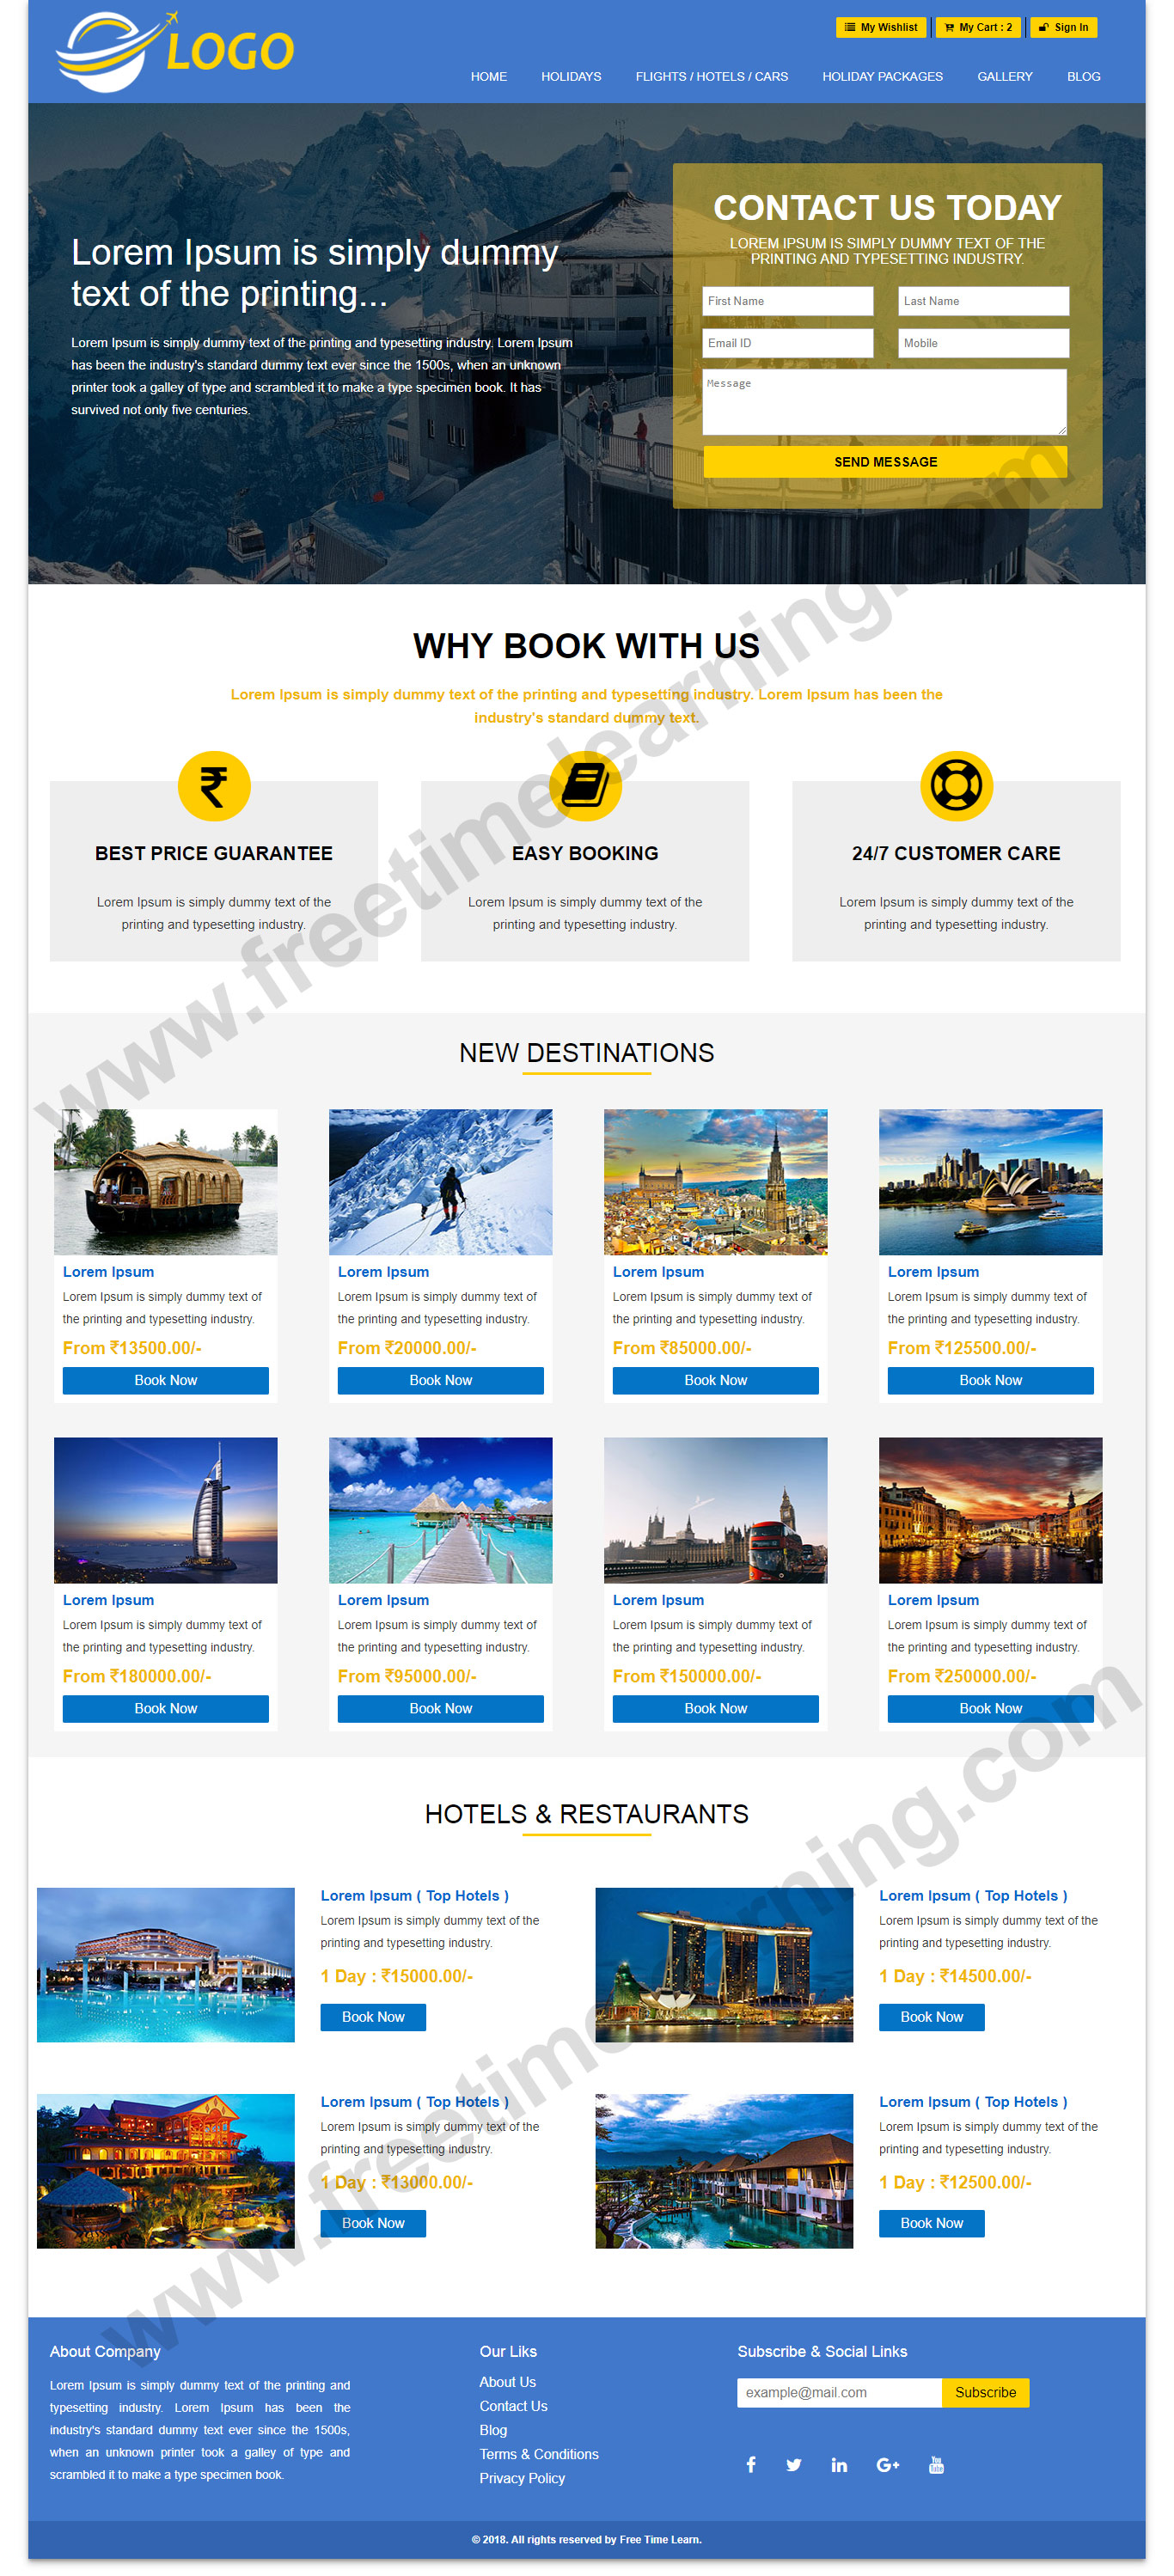 LOGO
My Wishlist
My Cart : 2
Sign In
HOME
HOLIDAYS
FLIGHTS / HOTELS / CARS
HOLIDAY PACKAGES
GALLERY
BLOG
Lorem Ipsum is simply dummy
text of the printing...
Lorem Ipsum is simply dummy text of the printing and typesetting industry. Lorem Ipsum
has been the industry's standard dummy text ever since the 1500s, when an unknown
printer took a galley of type and scrambled it to make a type specimen book. It has
survived not only five centuries.
CONTACT US TODAY
LOREM IPSUM IS SIMPLY DUMMY TEXT OF THE
PRINTING AND TYPESETTING INDUSTRY.
First Name
Last Name
Email ID
Mobile
Message
SEND MESSAGE
www.freetimelearning.com
WHY BOOK WITH US
Lorem Ipsum is simply dummy text of the printing and typesetting industry. Lorem Ipsum has been the
industry's standard dummy text.
BEST PRICE GUARANTEE
Lorem Ipsum is simply dummy text of the
printing and typesetting industry.
EASY BOOKING
Lorem Ipsum is simply dummy text of the
printing and typesetting industry.
24/7 CUSTOMER CARE
Lorem Ipsum is simply dummy text of the
printing and typesetting industry.
NEW DESTINATIONS
Lorem Ipsum
Lorem Ipsum is simply dummy text of
the printing and typesetting industry.
From ₹13500.00/-
Book Now
Lorem Ipsum
Lorem Ipsum is simply dummy text of
the printing and typesetting industry.
From ₹20000.00/-
Book Now
Lorem Ipsum
Lorem Ipsum is simply dummy text of
the printing and typesetting industry.
From ₹85000.00/-
Book Now
Lorem Ipsum
Lorem Ipsum is simply dummy text of
the printing and typesetting industry.
From ₹125500.00/-
Book Now
Lorem Ipsum
Lorem Ipsum is simply dummy text of
the printing and typesetting industry.
From ₹180000.00/-
Book Now
Lorem Ipsum
Lorem Ipsum is simply dummy text of
the printing and typesetting industry.
From ₹95000.00/-
Book Now
Lorem Ipsum
Lorem Ipsum is simply dummy text of
the printing and typesetting industry.
From ₹150000.00/-
Book Now
Lorem Ipsum
Lorem Ipsum is simply dummy text of
the printing and typesetting industry.
From ₹250000.00/-
Book Now
www.freetimelearning.com
HOTELS & RESTAURANTS
Lorem Ipsum ( Top Hotels )
Lorem Ipsum is simply dummy text of the
printing and typesetting industry.
1 Day : ₹15000.00/-
Book Now
Lorem Ipsum ( Top Hotels )
Lorem Ipsum is simply dummy text of the
printing and typesetting industry.
1 Day : ₹14500.00/-
Book Now
Lorem Ipsum ( Top Hotels )
Lorem Ipsum is simply dummy text of the
printing and typesetting industry.
1 Day : ₹13000.00/-
Book Now
Lorem Ipsum ( Top Hotels )
Lorem Ipsum is simply dummy text of the
printing and typesetting industry.
1 Day : ₹12500.00/-
Book Now
About Company
Lorem Ipsum is simply dummy text of the printing and
typesetting industry. Lorem Ipsum has been the
industry's standard dummy text ever since the 1500s,
when an unknown printer took a galley of type and
scrambled it to make a type specimen book.
Our Liks
About Us
Contact Us
Blog
Terms & Conditions
Privacy Policy
Subscribe & Social Links
example@mail.com
Subscribe
You Tube
© 2018. All rights reserved by Free Time Learn.